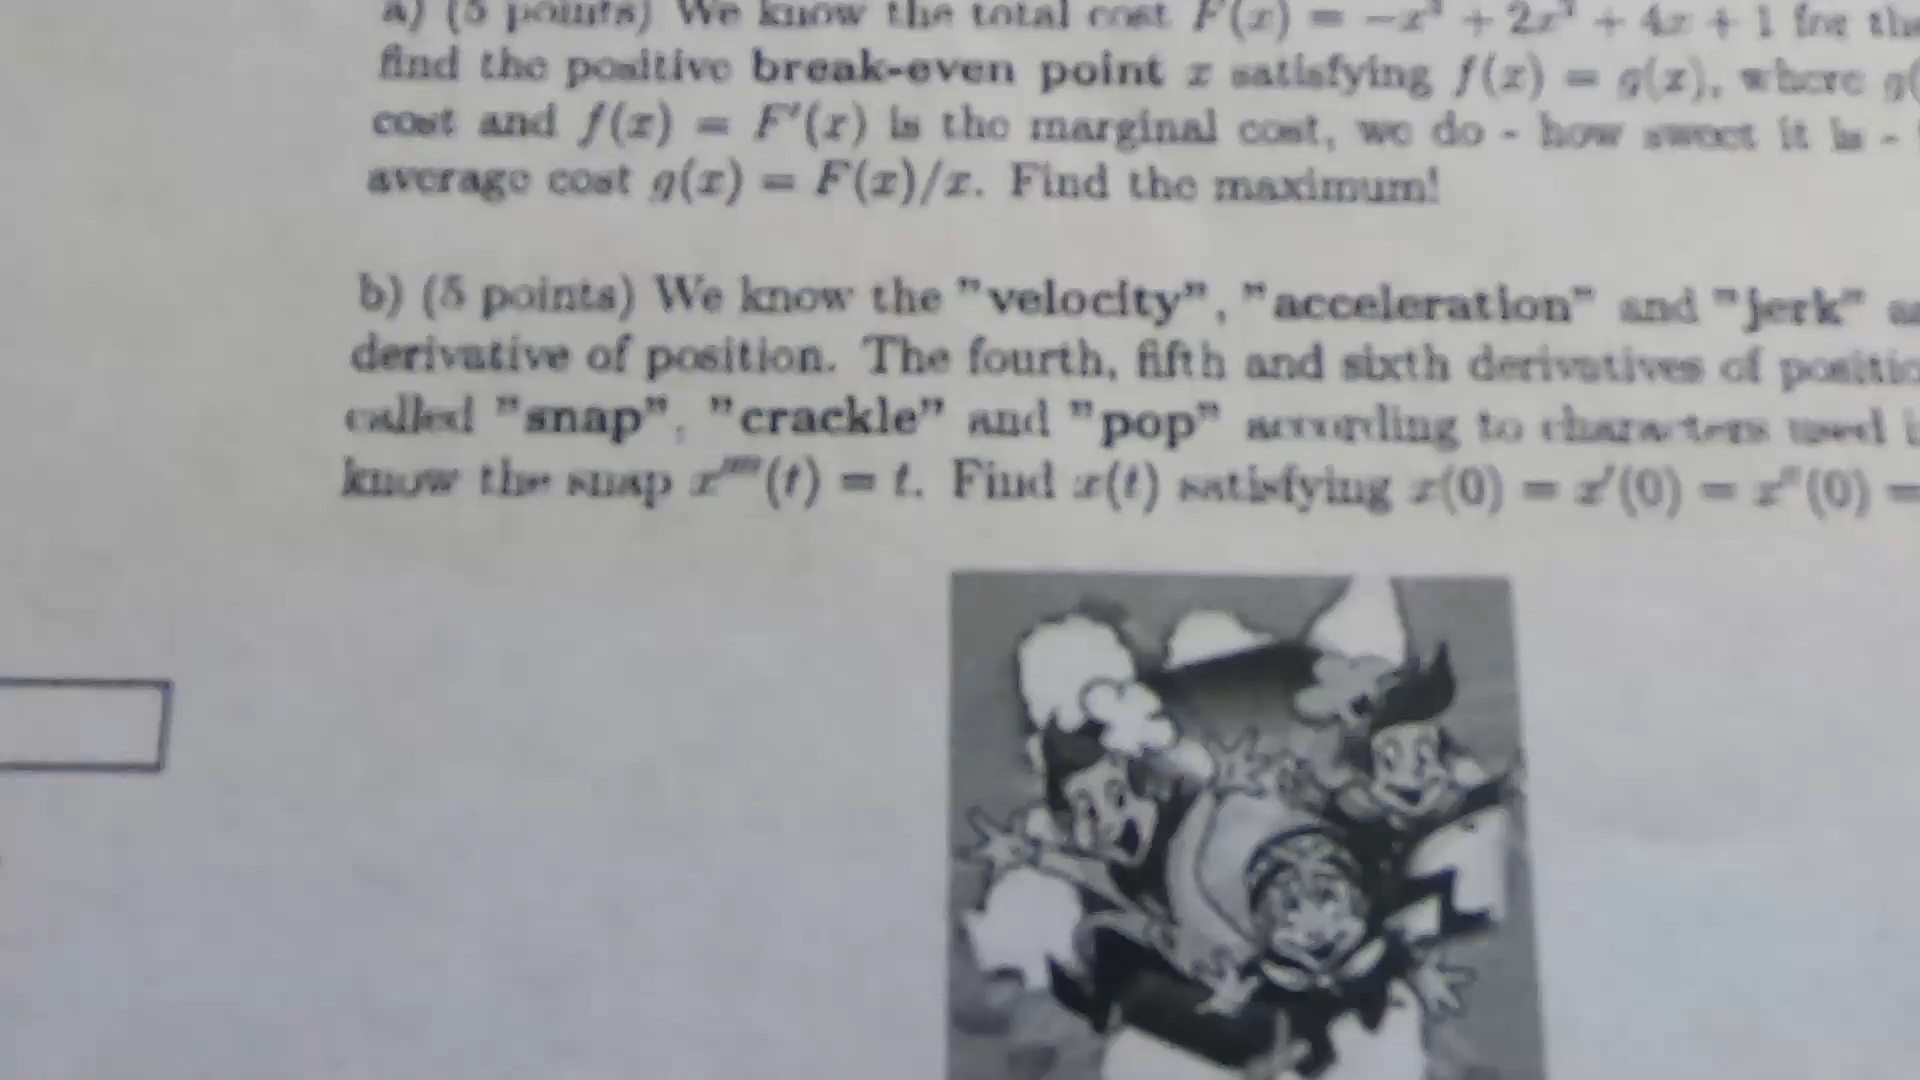 a) (5 points) We know the total cost F(x) = −x³ + 2x² + 4x + 1 for the
find the positive break-even point x satisfying f(x) = g(x), where g(
cost and f(x) = F'(x) is the marginal cost, we do - how sweet it is -
average cost g(x) = F(x)/x. Find the maximum!
b) (5 points) We know the "velocity", "acceleration" and "jerk"
derivative of position. The fourth, fifth and sixth derivatives of positio
called "snap", "crackle" and "pop" according to characters used i
know the snap x''''(t) = t. Find x(t) satisfying x(0) = x'(0) = x''(0) =